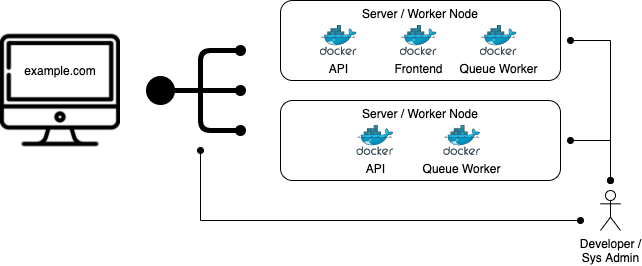 example.com
Server / Worker Node
docker docker docker
API Frontend Queue Worker
Server / Worker Node
docker docker
API Queue Worker
Developer /
Sys Admin